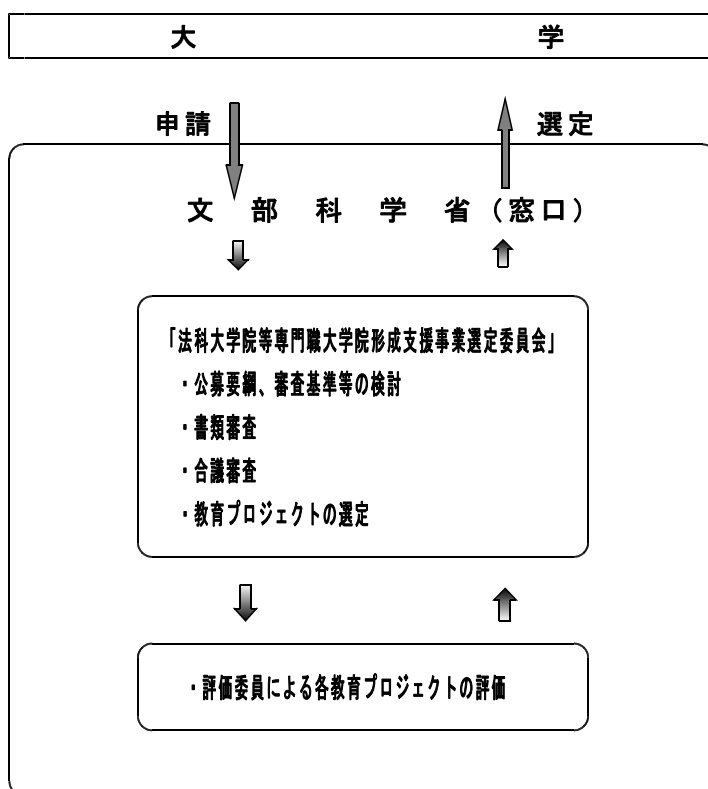 大学
申請
選定
文部科学省(窓口)
「法科大学院等専門職大学院形成支援事業選定委員会」
・公募要綱、審査基準等の検討
・書類審査
・合議審査
・教育プロジェクトの選定
・評価委員による各教育プロジェクトの評価